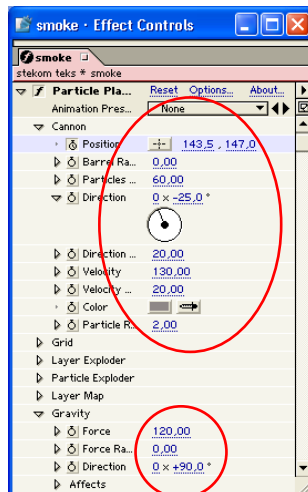 smoke · Effect Controls
smoke
stekom teks * smoke
Particle Pla... Reset Options... About...
Animation Pres... None
Cannon
Position 143,5 , 147,0
Barrel Ra... 0,00
Particles ... 60,00
Direction 0 x -25,0 °
Direction ... 20,00
Velocity 130,00
Velocity ... 20,00
Color
Particle R... 2,00
Grid
Layer Exploder
Particle Exploder
Layer Map
Gravity
Force 120,00
Force Ra... 0,00
Direction 0 x +90,0 °
Affects